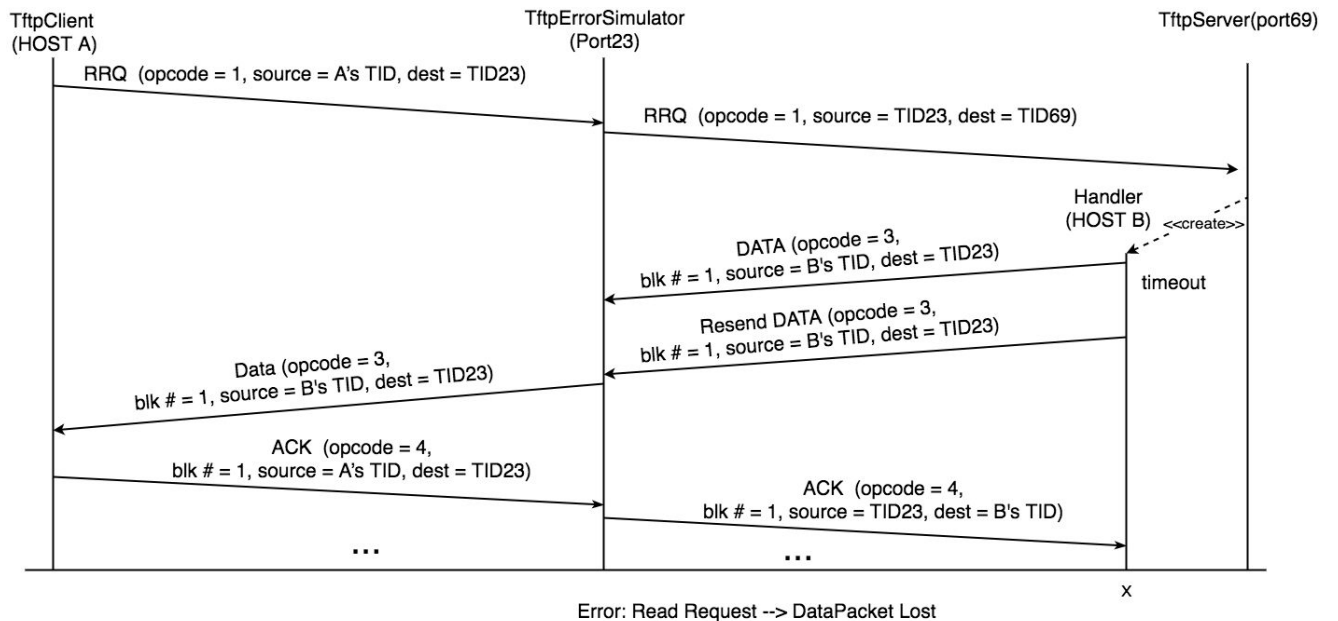 TftpClient
(HOST A)
TftpErrorSimulator
(Port23)
TftpServer(port69)
RRQ (opcode = 1, source = A's TID, dest = TID23)
RRQ (opcode = 1, source = TID23, dest = TID69)
Handler
(HOST B)
<<create>>
DATA (opcode = 3,
blk # = 1, source = B's TID, dest = TID23)
timeout
Resend DATA (opcode = 3,
blk # = 1, source = B's TID, dest = TID23)
Data (opcode = 3,
blk # = 1, source = B's TID, dest = TID23)
ACK (opcode = 4,
blk # = 1, source = A's TID, dest = TID23)
ACK (opcode = 4,
blk # = 1, source = TID23, dest = B's TID)
...
...
x
Error: Read Request --> DataPacket Lost